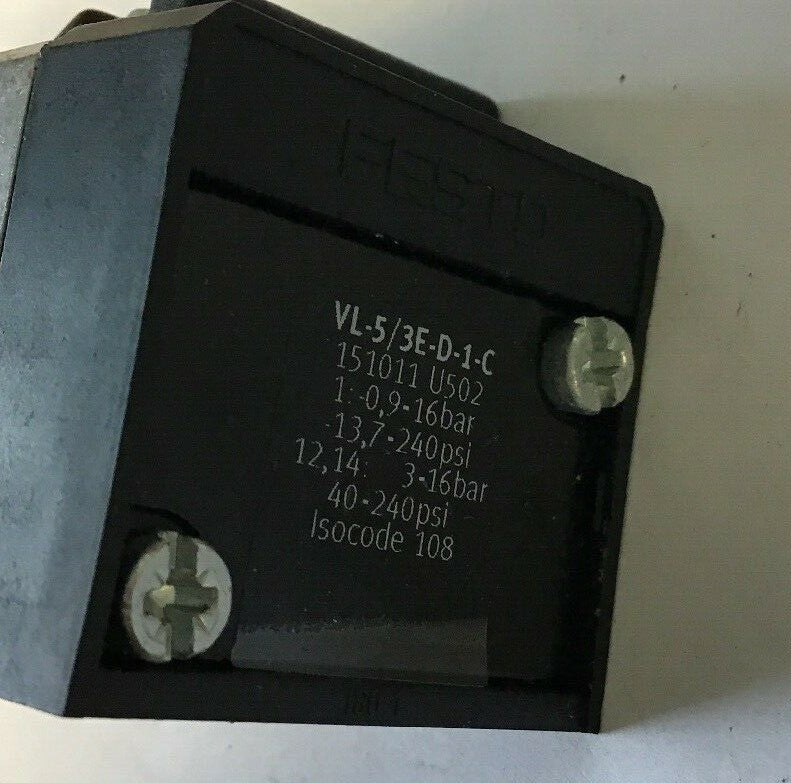 FESTO
VL-5/3E-D-1-C
151011 U502
1:-0,9-16bar
-13,7-240psi
12,14: 3-16bar
40-240psi
Isocode 108